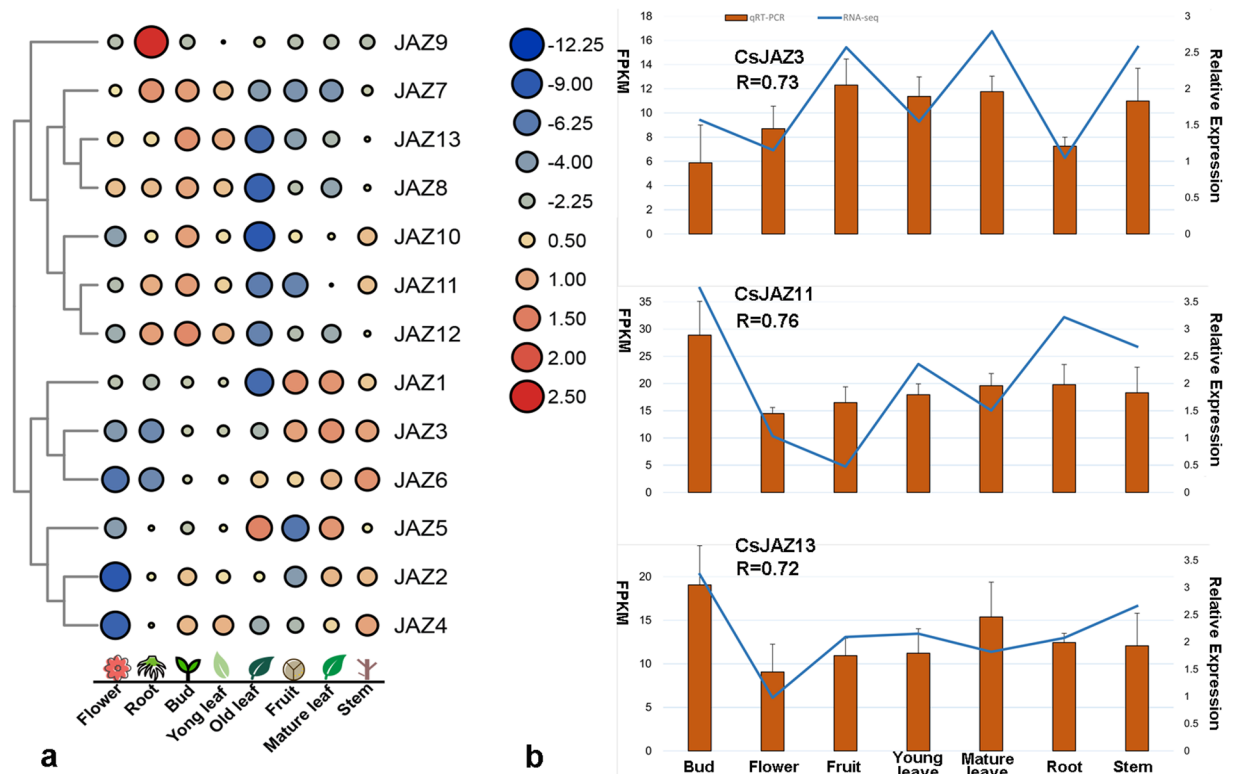 JAZ9
JAZ7
JAZ13
JAZ8
JAZ10
JAZ11
JAZ12
JAZ1
JAZ3
JAZ6
JAZ5
JAZ2
JAZ4
Flower
Root
Bud
Yong leaf
Old leaf
Fruit
Mature leaf
Stem
a
-12.25
-9.00
-6.25
-4.00
-2.25
0.50
1.00
1.50
2.00
2.50
b
qRT-PCR
RNA-seq
CsJAZ3
R=0.73
FPKM
18
16
14
12
10
8
6
4
2
0
3
2.5
2
1.5
1
0.5
0
Relative Expression
CsJAZ11
R=0.76
FPKM
35
30
25
20
15
10
5
0
3.5
3
2.5
2
1.5
1
0.5
0
Relative Expression
CsJAZ13
R=0.72
FPKM
20
15
10
5
0
3.5
3
2.5
2
1.5
1
0.5
0
Relative Expression
Bud
Flower
Fruit
Young
leave
Mature
leave
Root
Stem